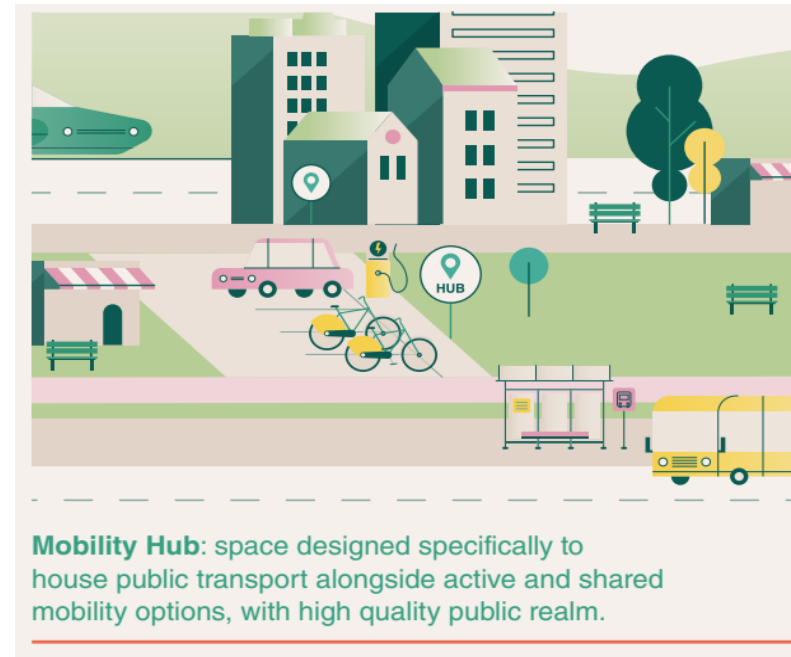 HUB
Mobility Hub: space designed specifically to
house public transport alongside active and shared
mobility options, with high quality public realm.